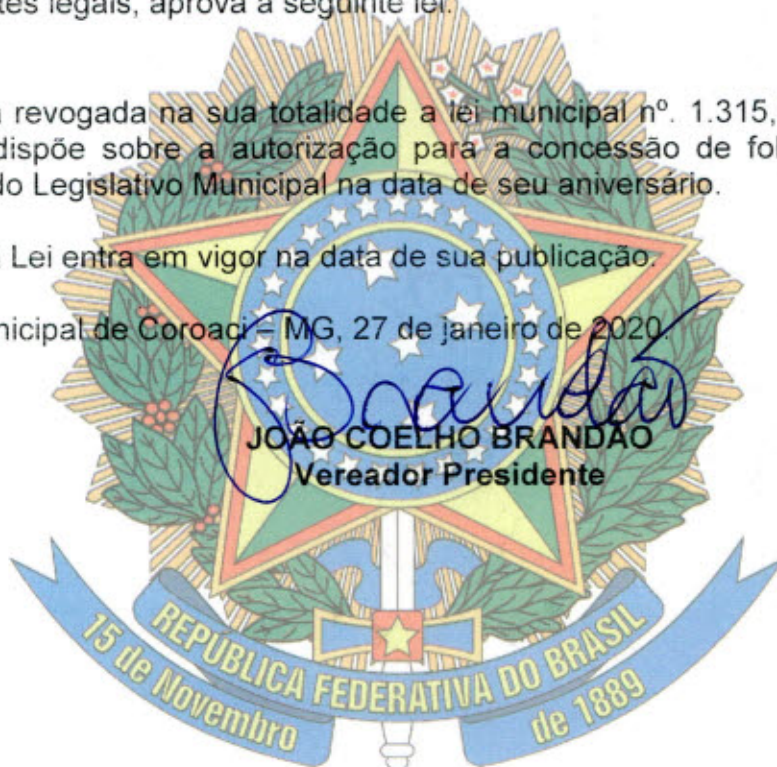 tes legais, aprova a seguinte lei.
revogada na sua totalidade a lei municipal nº. 1.315,
dispõe sobre a autorização para a concessão de fol
do Legislativo Municipal na data de seu aniversário.
Lei entra em vigor na data de sua publicação.
nicipal de Coroaci – MG, 27 de janeiro de 2020.
Brandão
JOÃO COELHO BRANDÃO
Vereador Presidente
REPÚBLICA FEDERATIVA DO BRASIL
15 de Novembro de 1889